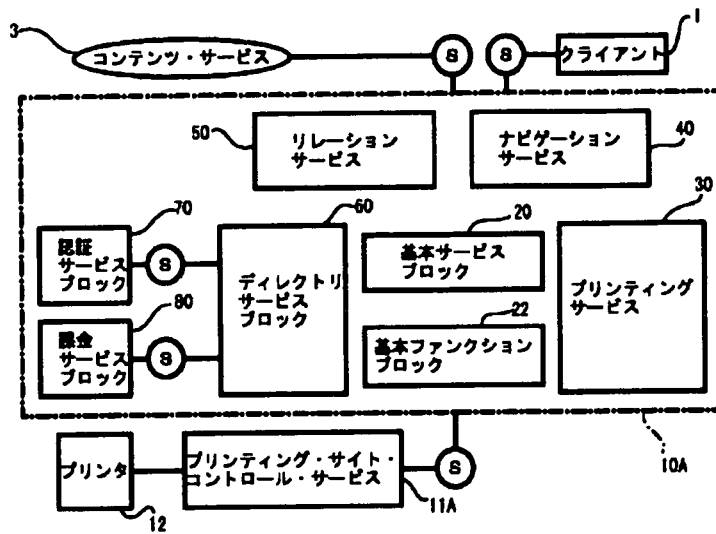 3
コンテンツ・サービス
S
S
クライアント
1
50
リレーション
サービス
ナビゲーション
サービス
40
70
認証
サービス
ブロック
S
60
ディレクトリ
サービス
ブロック
20
基本サービス
ブロック
30
プリンティング
サービス
80
課金
サービス
ブロック
S
22
基本ファンクション
ブロック
プリンタ
12
プリンティング・サイト・
コントロール・サービス
11A
S
10A